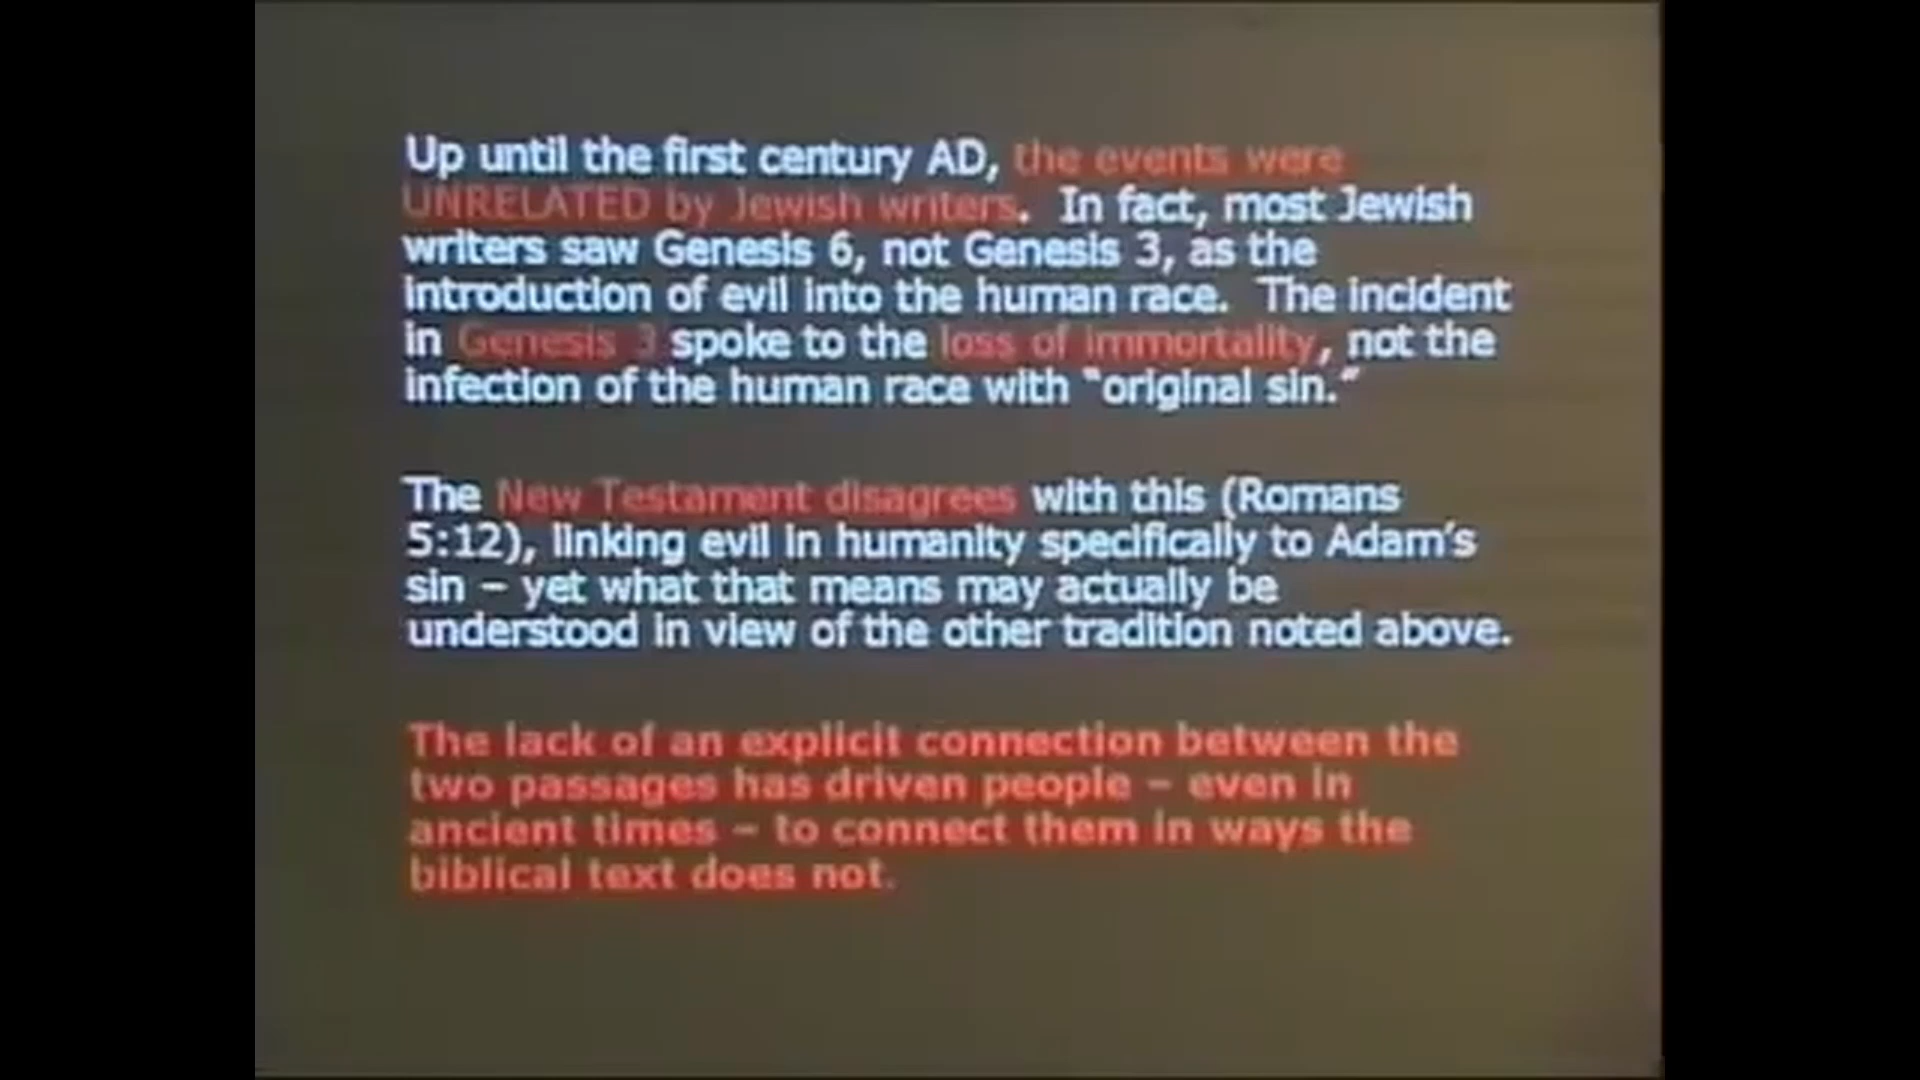 Up until the first century AD, the events were
UNRELATED by Jewish writers. In fact, most Jewish
writers saw Genesis 6, not Genesis 3, as the
introduction of evil into the human race. The incident
in Genesis 3 spoke to the loss of immortality, not the
infection of the human race with "original sin."
The New Testament disagrees with this (Romans
5:12), linking evil in humanity specifically to Adam's
sin – yet what that means may actually be
understood in view of the other tradition noted above.
The lack of an explicit connection between the
two passages has driven people – even in
ancient times – to connect them in ways the
biblical text does not.